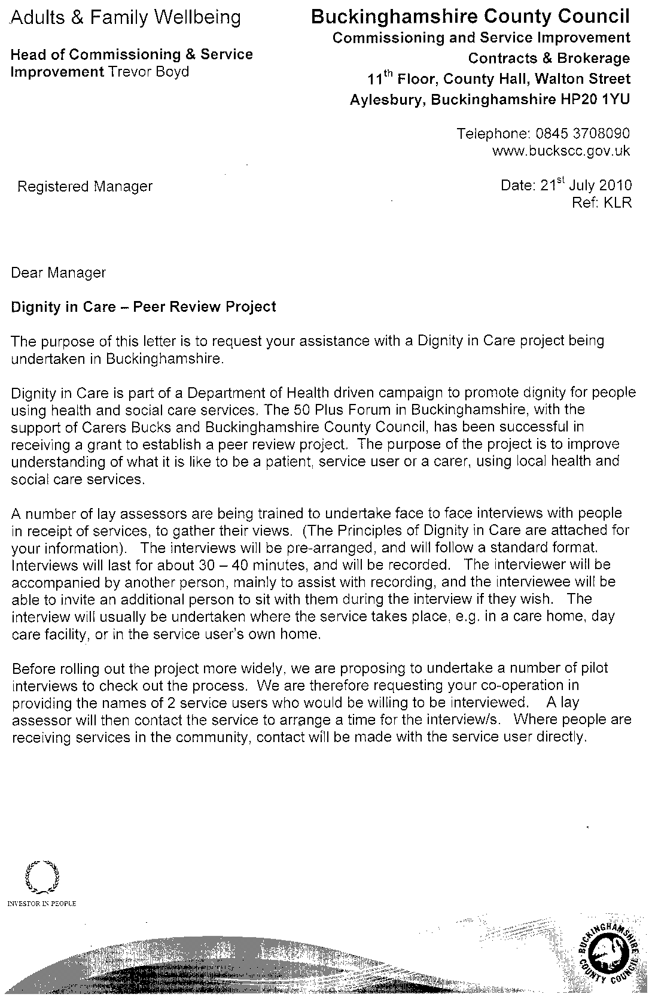 Adults & Family Wellbeing
Head of Commissioning & Service
Improvement Trevor Boyd
Buckinghamshire County Council
Commissioning and Service Improvement
Contracts & Brokerage
11th Floor, County Hall, Walton Street
Aylesbury, Buckinghamshire HP20 1YU
Telephone: 0845 3708090
www.buckscc.gov.uk
Registered Manager
Date: 21st July 2010
Ref: KLR
Dear Manager
Dignity in Care – Peer Review Project
The purpose of this letter is to request your assistance with a Dignity in Care project being
undertaken in Buckinghamshire.
Dignity in Care is part of a Department of Health driven campaign to promote dignity for people
using health and social care services. The 50 Plus Forum in Buckinghamshire, with the
support of Carers Bucks and Buckinghamshire County Council, has been successful in
receiving a grant to establish a peer review project. The purpose of the project is to improve
understanding of what it is like to be a patient, service user or a carer, using local health and
social care services.
A number of lay assessors are being trained to undertake face to face interviews with people
in receipt of services, to gather their views. (The Principles of Dignity in Care are attached for
your information). The interviews will be pre-arranged, and will follow a standard format.
Interviews will last for about 30 – 40 minutes, and will be recorded. The interviewer will be
accompanied by another person, mainly to assist with recording, and the interviewee will be
able to invite an additional person to sit with them during the interview if they wish. The
interview will usually be undertaken where the service takes place, e.g. in a care home, day
care facility, or in the service user's own home.
Before rolling out the project more widely, we are proposing to undertake a number of pilot
interviews to check out the process. We are therefore requesting your co-operation in
providing the names of 2 service users who would be willing to be interviewed. A lay
assessor will then contact the service to arrange a time for the interview/s. Where people are
receiving services in the community, contact will be made with the service user directly.
INVESTOR IN PEOPLE
BUCKINGHAMSHIRE
COUNTY COUNCIL